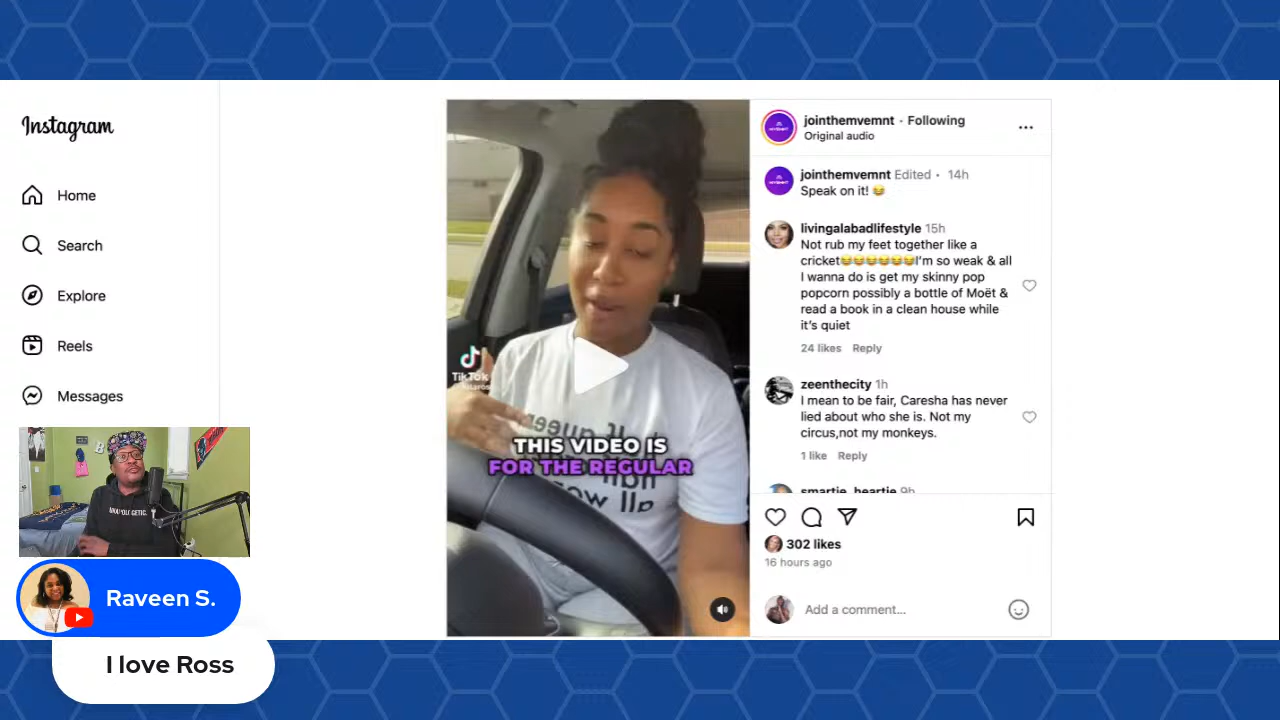 Instagram
Home
Search
Explore
Reels
Messages
TikTok
THIS VIDEO IS
FOR THE REGULAR
jointhemvemnt · Following
Original audio
jointhemvemnt Edited · 14h
Speak on it! 😂
livingalabadlifestyle 15h
Not rub my feet together like a
cricket😂😂😂😂😂😂I'm so weak & all
I wanna do is get my skinny pop
popcorn possibly a bottle of Moët &
read a book in a clean house while
it's quiet
24 likes Reply
zeenthecity 1h
I mean to be fair, Caresha has never
lied about who she is. Not my
circus,not my monkeys.
1 like Reply
smartie_heartie 9h
302 likes
16 hours ago
Add a comment...
Raveen S.
I love Ross